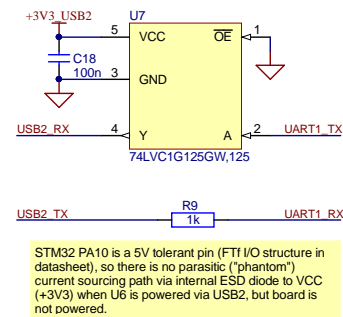 +3V3_USB2
U7
5 VCC OE 1
C18
100n
3 GND
USB2_RX 4 Y A 2 UART1_TX
74LVC1G125GW,125
R9
USB2_TX 1k UART1_RX
STM32 PA10 is a 5V tolerant pin (FTf I/O structure in
datasheet), so there is no parasitic ("phantom")
current sourcing path via internal ESD diode to VCC
(+3V3) when U6 is powered via USB2, but board is
not powered.